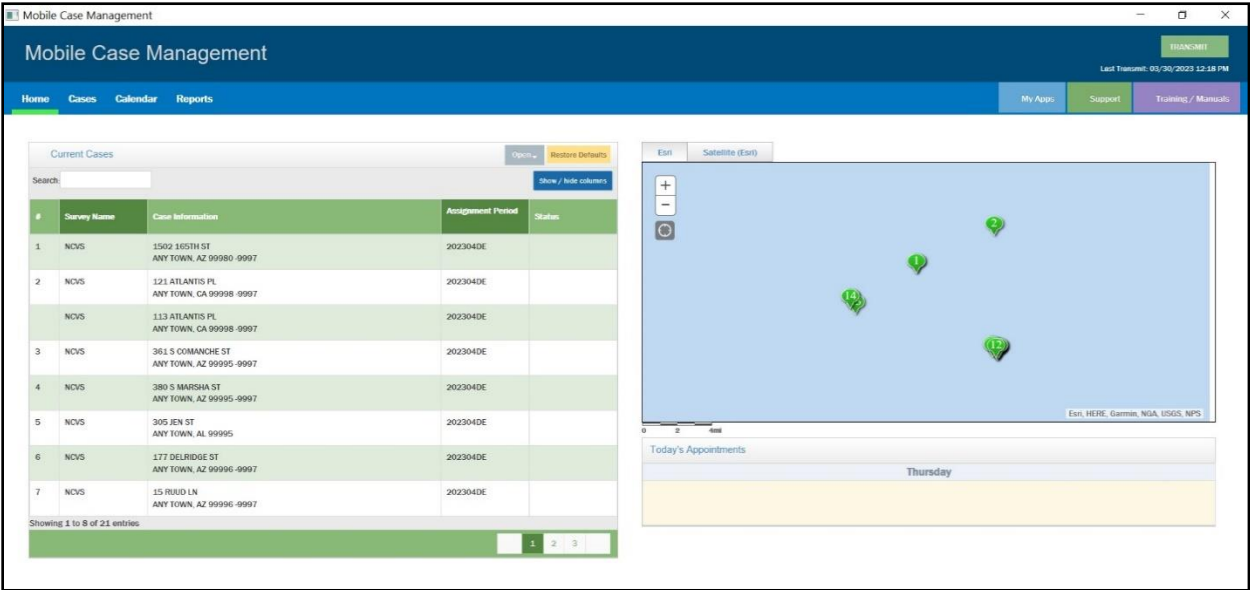 Mobile Case Management
Mobile Case Management
TRANSMIT
Last Transmit: 03/30/2023 12:18 PM
Home Cases Calendar Reports My Apps Support Training / Manuals
Current Cases Open Restore Defaults
Search: Show / hide columns
# Survey Name Case Information Assignment Period Status
1 NCVS 1502 165TH ST 202304DE
ANY TOWN, AZ 99980-9997
2 NCVS 121 ATLANTIS PL 202304DE
ANY TOWN, CA 99998-9997
NCVS 113 ATLANTIS PL 202304DE
ANY TOWN, CA 99998-9997
3 NCVS 361 S COMANCHE ST 202304DE
ANY TOWN, AZ 99995-9997
4 NCVS 380 S MARSHA ST 202304DE
ANY TOWN, AZ 99995-9997
5 NCVS 305 JEN ST 202304DE
ANY TOWN, AL 99995
6 NCVS 177 DELRIDGE ST 202304DE
ANY TOWN, AZ 99996-9997
7 NCVS 15 RUUD LN 202304DE
ANY TOWN, AZ 99996-9997
Showing 1 to 8 of 21 entries
1 2 3
Esri Satellite (Esri)
+
−
2
1
14
12
Esri, HERE, Garmin, NGA, USGS, NPS
0 2 4mi
Today's Appointments
Thursday